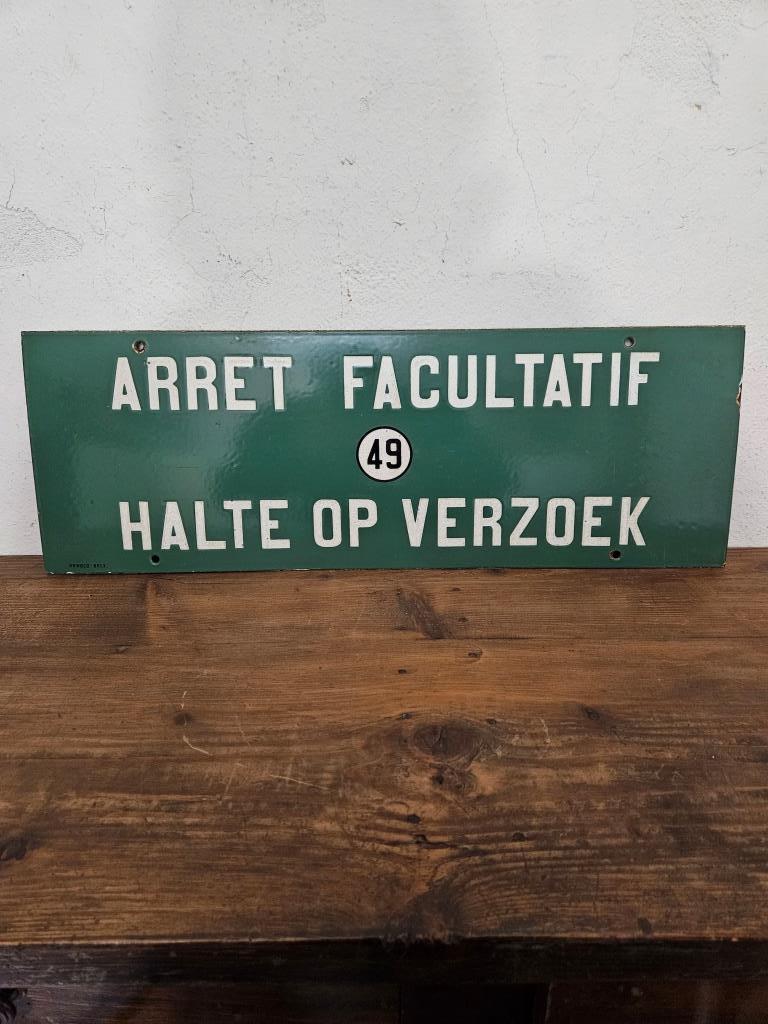 ARRET FACULTATIF
49
HALTE OP VERZOEK